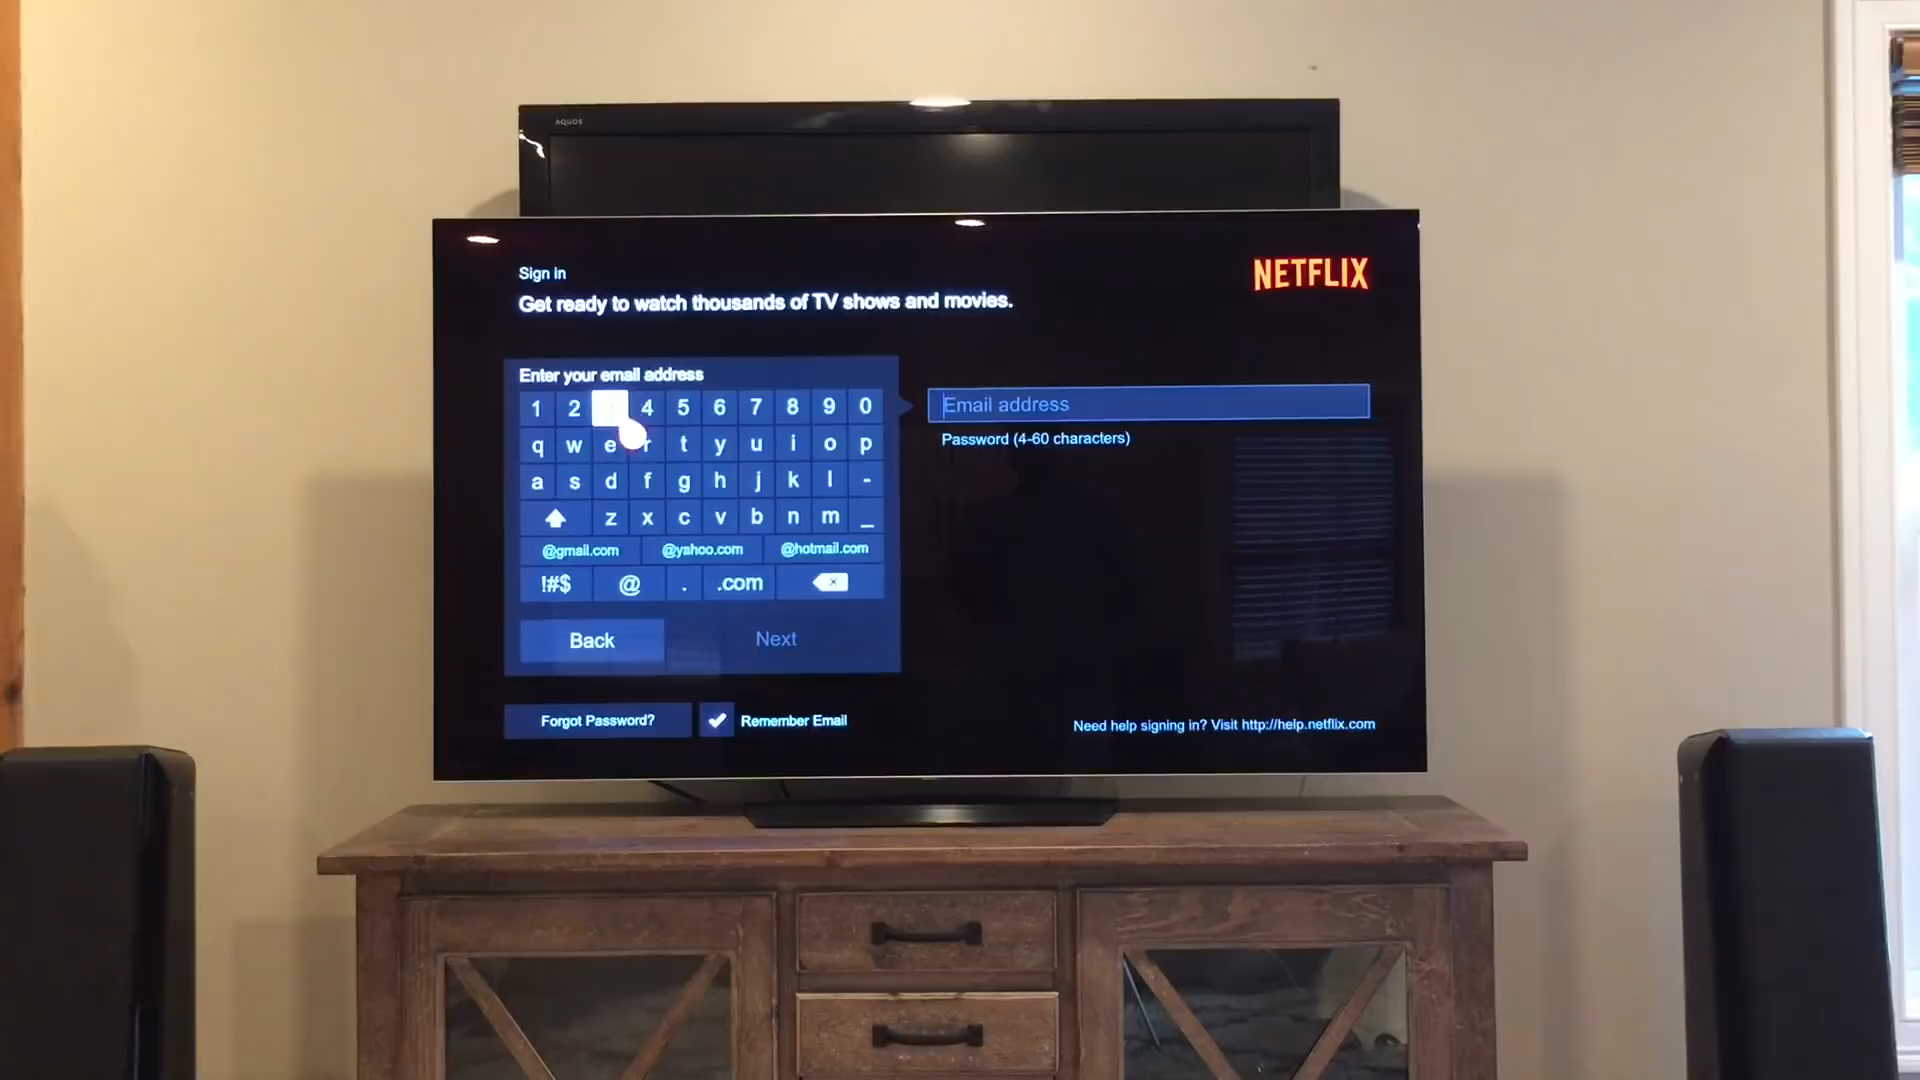 AQUOS
Sign in
NETFLIX
Get ready to watch thousands of TV shows and movies.
Enter your email address
1 2 4 5 6 7 8 9 0
Email address
q w e r t y u i o p
Password (4-60 characters)
a s d f g h j k l -
z x c v b n m _
@gmail.com @yahoo.com @hotmail.com
!#$ @ . .com
Back Next
Forgot Password? Remember Email
Need help signing in? Visit http://help.netflix.com